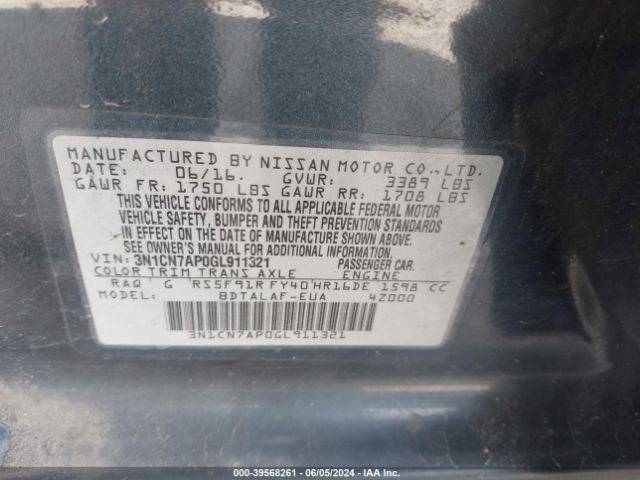 MANUFACTURED BY NISSAN MOTOR CO., LTD.
DATE: 06/16. GVWR: 3389 LBS
GAWR FR: 1750 LBS GAWR RR: 1708 LBS
THIS VEHICLE CONFORMS TO ALL APPLICABLE FEDERAL MOTOR
VEHICLE SAFETY, BUMPER AND THEFT PREVENTION STANDARDS
IN EFFECT ON THE DATE OF MANUFACTURE SHOWN ABOVE.
SEE OWNER'S MANUAL FOR ADDITIONAL INFORMATION.
VIN: 3N1CN7AP0GL911321 PASSENGER CAR.
COLOR TRIM TRANS AXLE ENGINE
RAQ G RS5F91R FY40 HR16DE 1598 CC
MODEL: BDTALAF-EUA 4Z000
3N1CN7AP0GL911321
000-39568261 - 06/05/2024 - IAA Inc.